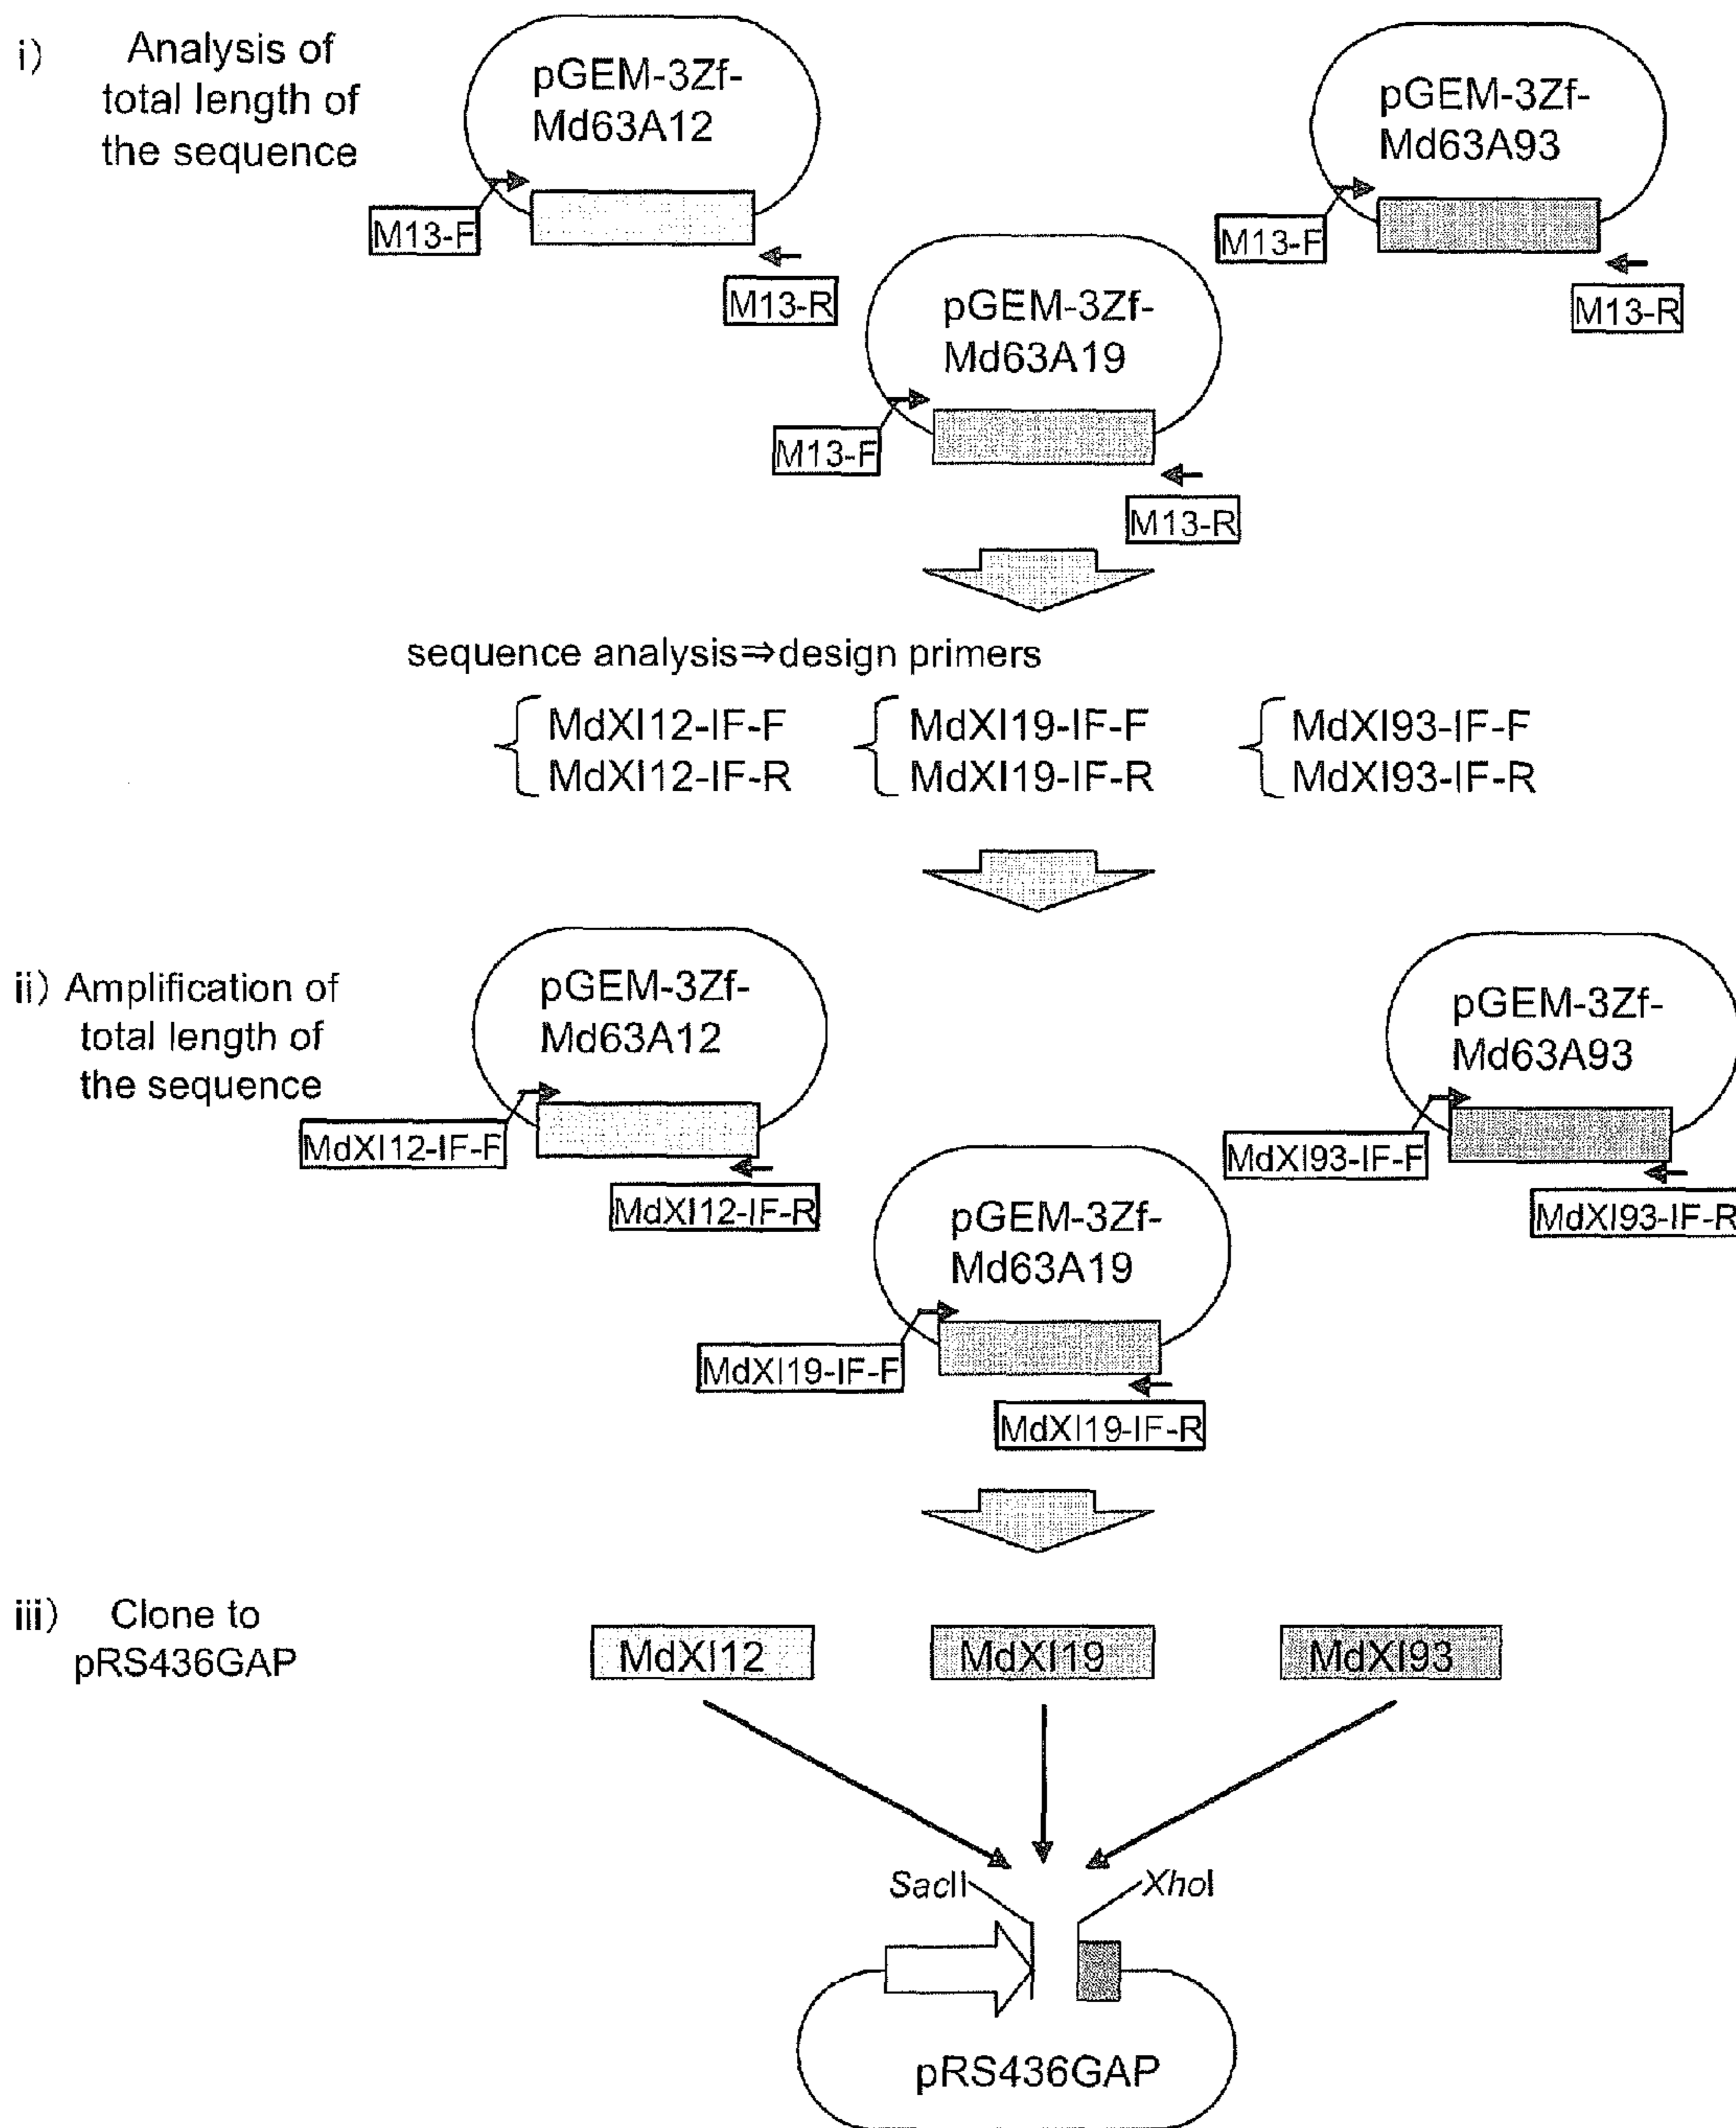 i) Analysis of
total length of
the sequence
pGEM-3Zf-
Md63A12
M13-F
M13-R
pGEM-3Zf-
Md63A19
M13-F
M13-R
pGEM-3Zf-
Md63A93
M13-F
M13-R
sequence analysis⇒design primers
MdXI12-IF-F
MdXI12-IF-R
MdXI19-IF-F
MdXI19-IF-R
MdXI93-IF-F
MdXI93-IF-R
ii) Amplification of
total length of
the sequence
pGEM-3Zf-
Md63A12
MdXI12-IF-F
MdXI12-IF-R
pGEM-3Zf-
Md63A19
MdXI19-IF-F
MdXI19-IF-R
pGEM-3Zf-
Md63A93
MdXI93-IF-F
MdXI93-IF-R
iii) Clone to
pRS436GAP
MdXI12
MdXI19
MdXI93
SacII
XhoI
pRS436GAP